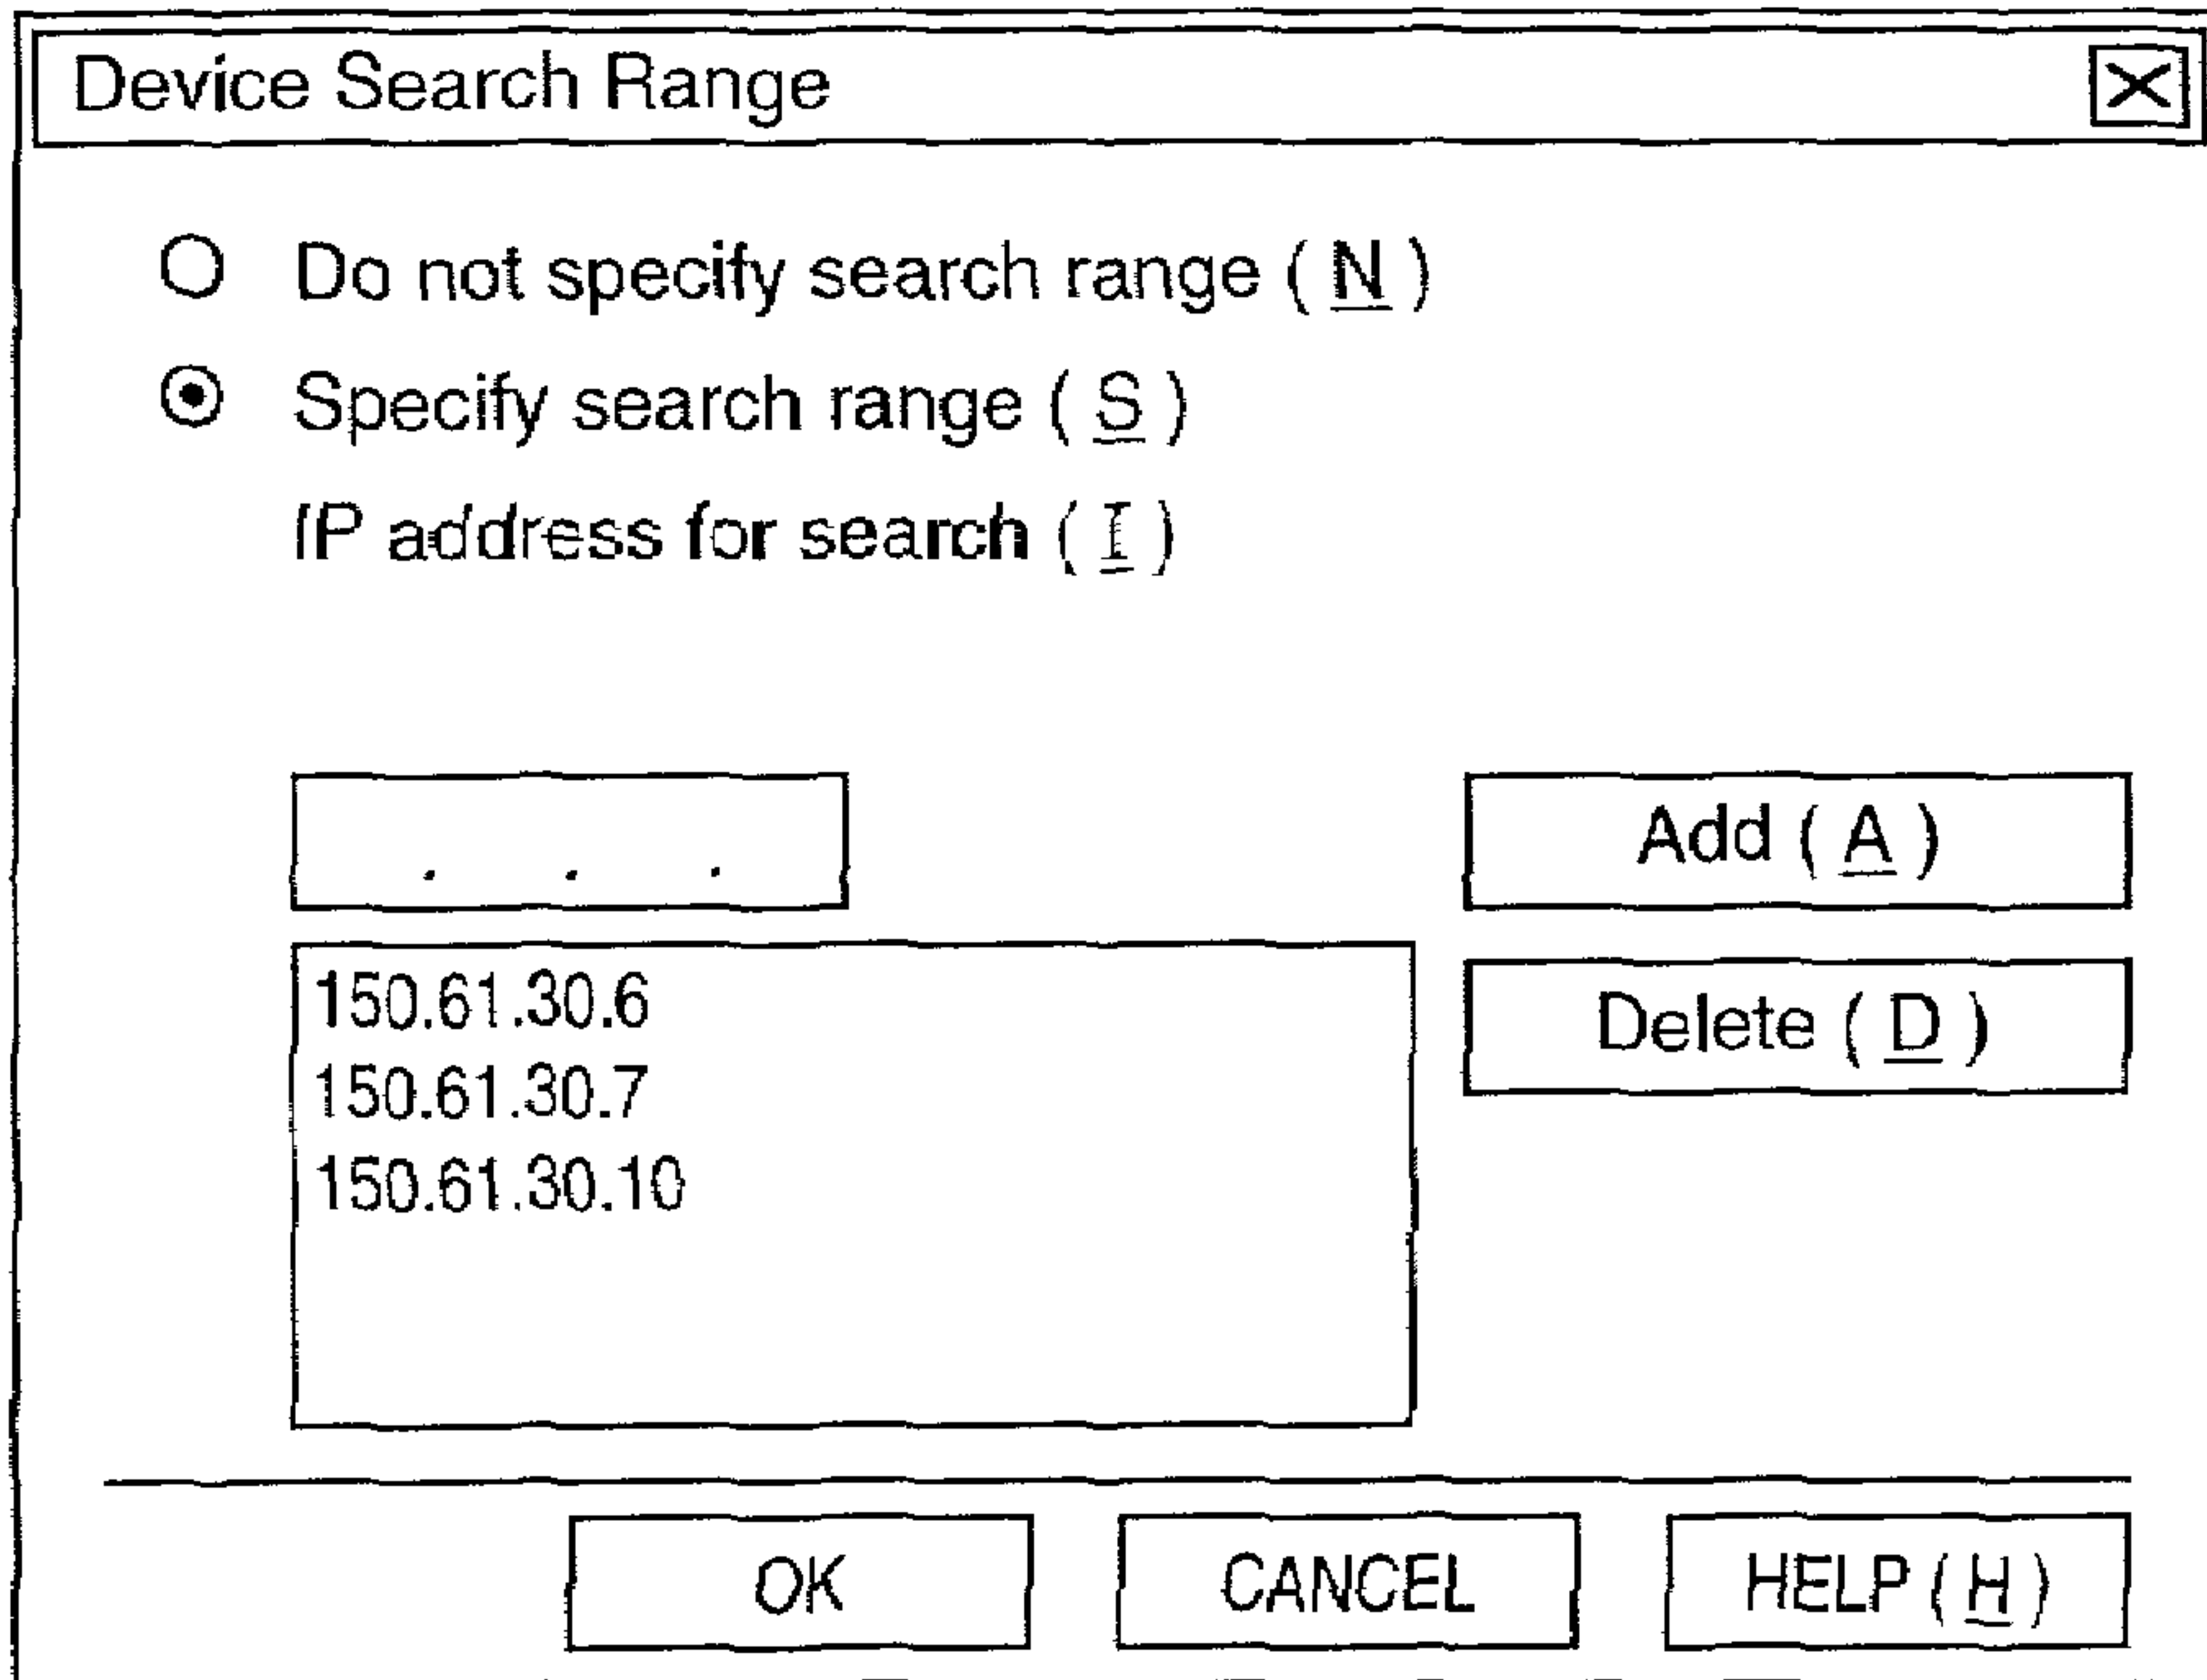 Device Search Range
Do not specify search range ( N )
Specify search range ( S )
IP address for search ( I )
. . .
Add ( A )
150.61.30.6
150.61.30.7
150.61.30.10
Delete ( D )
OK
CANCEL
HELP ( H )